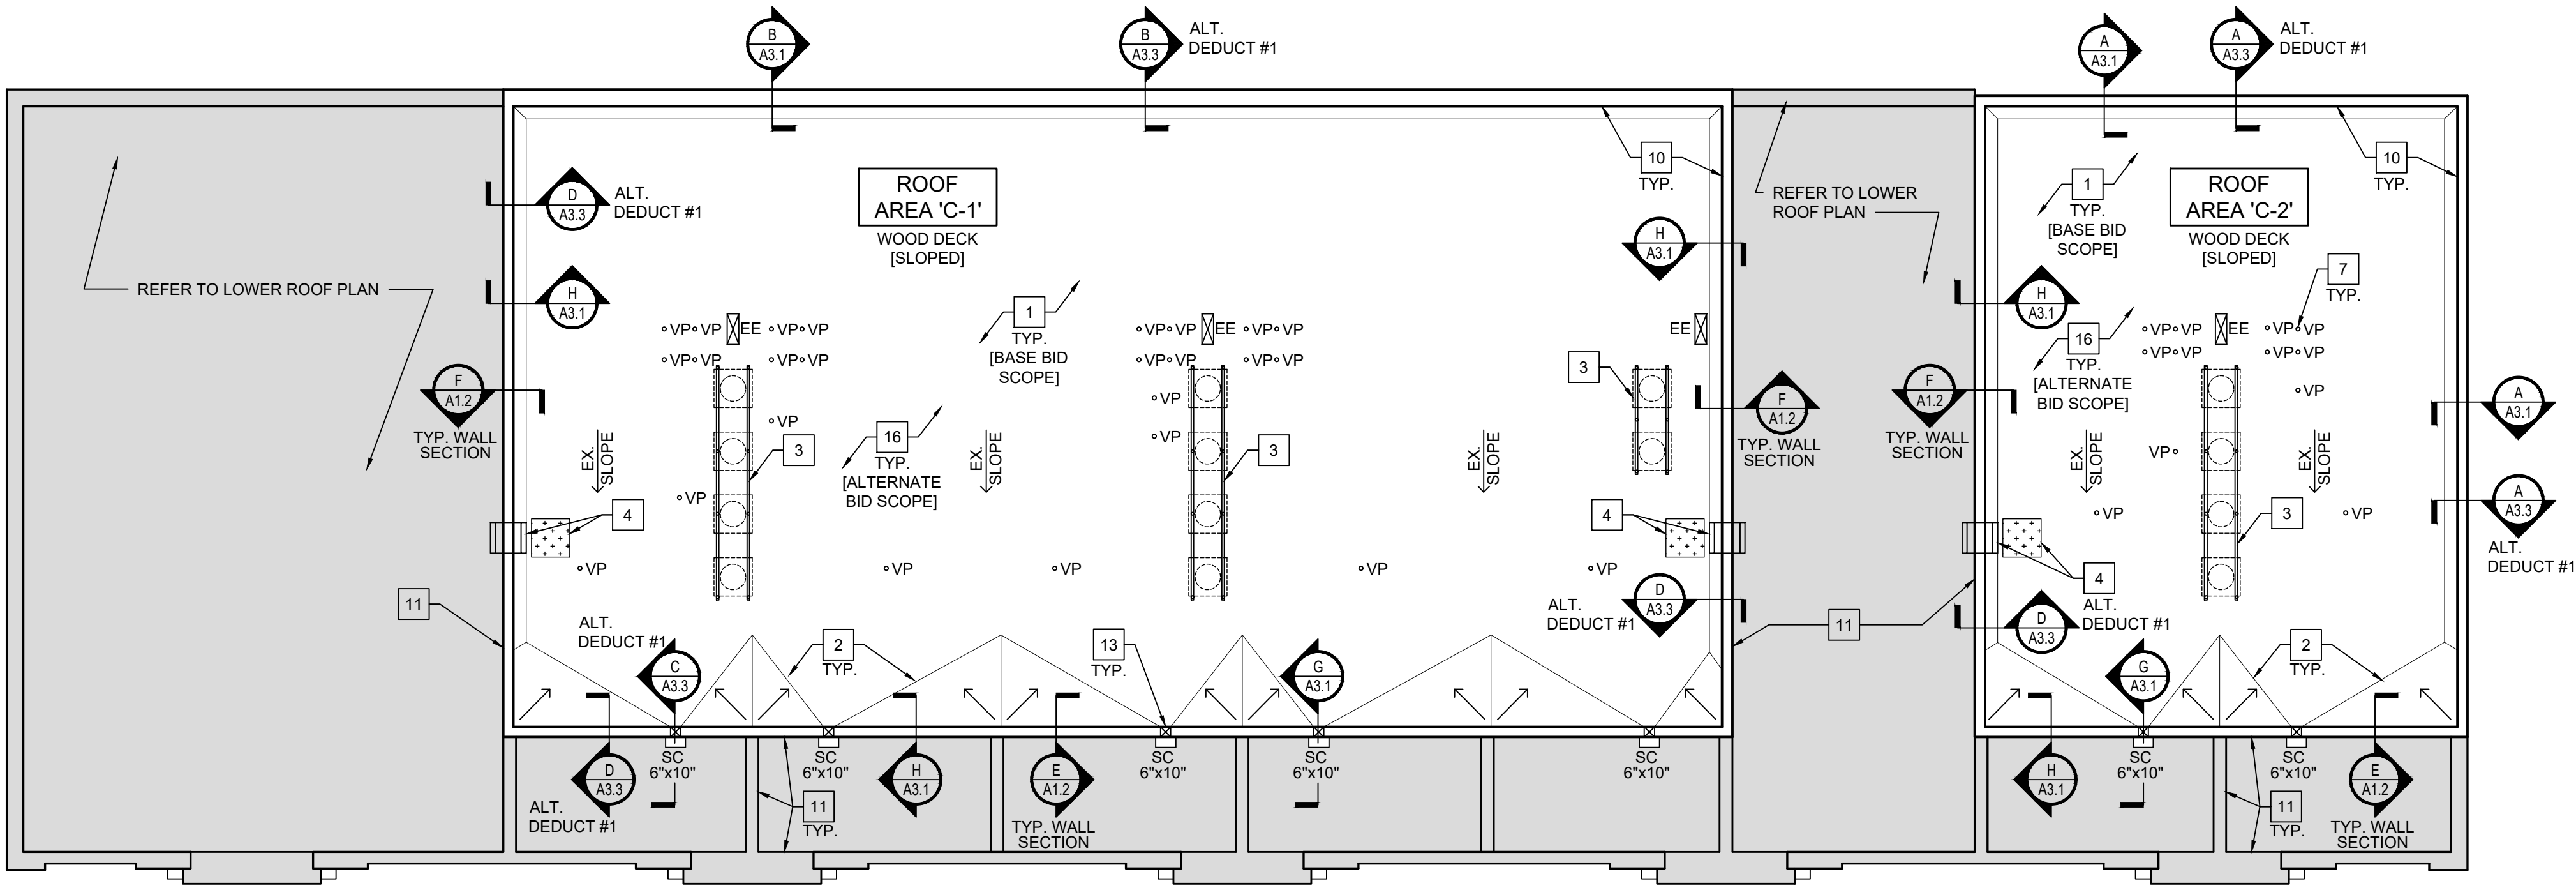 B
A3.1
B
A3.3
ALT.
DEDUCT #1
A
A3.1
A
A3.3
ALT.
DEDUCT #1
REFER TO LOWER ROOF PLAN
D
A3.3
ALT.
DEDUCT #1
H
A3.1
F
A1.2
TYP. WALL
SECTION
11
ROOF
AREA 'C-1'
WOOD DECK
[SLOPED]
10
TYP.
H
A3.1
1
TYP.
[BASE BID
SCOPE]
16
TYP.
[ALTERNATE
BID SCOPE]
VP VP EE VP VP
VP VP VP VP
VP
VP
3
VP VP EE VP VP
VP VP VP VP
VP
VP
3
EE
3
EX.
SLOPE
EX.
SLOPE
EX.
SLOPE
4
4
VP
VP
VP
VP
VP
ALT.
DEDUCT #1
C
A3.3
2
TYP.
13
TYP.
G
A3.1
ALT.
DEDUCT #1
D
A3.3
SC
6"x10"
SC
6"x10"
SC
6"x10"
SC
6"x10"
SC
6"x10"
D
A3.3
ALT.
DEDUCT #1
11
TYP.
H
A3.1
E
A1.2
TYP. WALL
SECTION
REFER TO LOWER
ROOF PLAN
F
A1.2
TYP. WALL
SECTION
F
A1.2
TYP. WALL
SECTION
11
1
TYP.
[BASE BID
SCOPE]
ROOF
AREA 'C-2'
WOOD DECK
[SLOPED]
10
TYP.
7
TYP.
H
A3.1
16
TYP.
[ALTERNATE
BID SCOPE]
VP VP EE VP VP
VP VP VP VP
VP
VP
EX.
SLOPE
EX.
SLOPE
VP
3
VP
A
A3.1
A
A3.3
ALT.
DEDUCT #1
4
D
A3.3
ALT.
DEDUCT #1
G
A3.1
2
TYP.
SC
6"x10"
SC
6"x10"
H
A3.1
11
TYP.
E
A1.2
TYP. WALL
SECTION